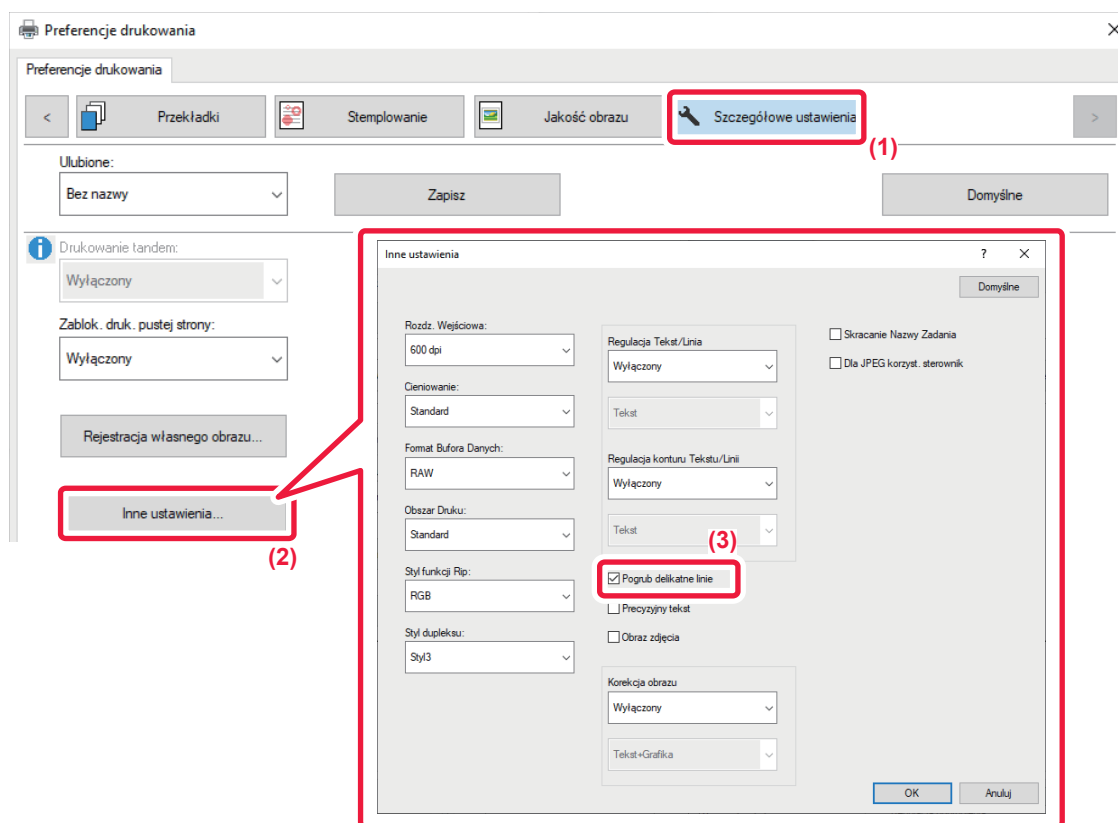 Preferencje drukowania
Preferencje drukowania
< Przekładki Stemplowanie Jakość obrazu Szczegółowe ustawienia >
(1)
Ulubione:
Bez nazwy Zapisz Domyślne
Drukowanie tandem:
Wyłączony
Zablok. druk. pustej strony:
Wyłączony
Rejestracja własnego obrazu...
Inne ustawienia...
(2)
Inne ustawienia ?
Domyślne
Rozdz. Wejściowa:
600 dpi
Cieniowanie:
Standard
Format Bufora Danych:
RAW
Obszar Druku:
Standard
Styl funkcji Rip:
RGB
Styl dupleksu:
Styl3
Regulacja Tekst/Linia
Wyłączony
Tekst
Regulacja konturu Tekstu/Linii
Wyłączony
Tekst
(3)
Pogrub delikatne linie
Precyzyjny tekst
Obraz zdjęcia
Korekcja obrazu
Wyłączony
Tekst+Grafika
Skracanie Nazwy Zadania
Dla JPEG korzyst. sterownik
OK Anuluj